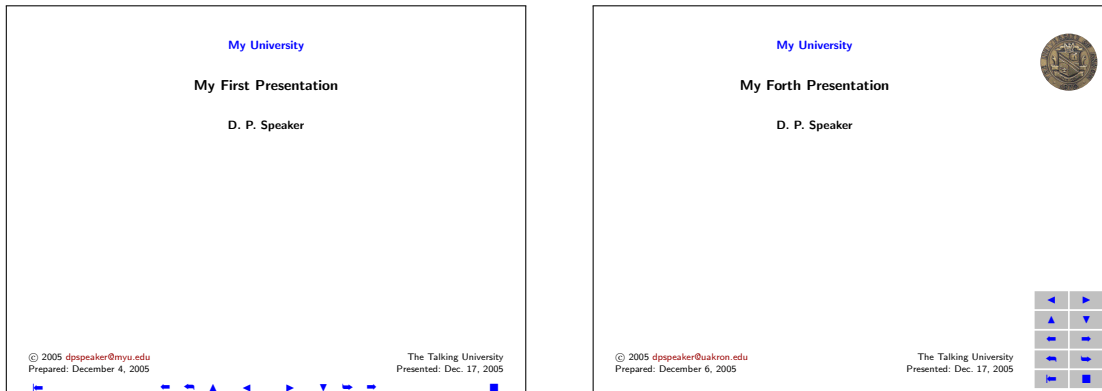 My University
My First Presentation
D. P. Speaker
© 2005 dpspeaker@myu.edu
Prepared: December 4, 2005
The Talking University
Presented: Dec. 17, 2005
My University
My Forth Presentation
D. P. Speaker
© 2005 dpspeaker@uakron.edu
Prepared: December 6, 2005
The Talking University
Presented: Dec. 17, 2005